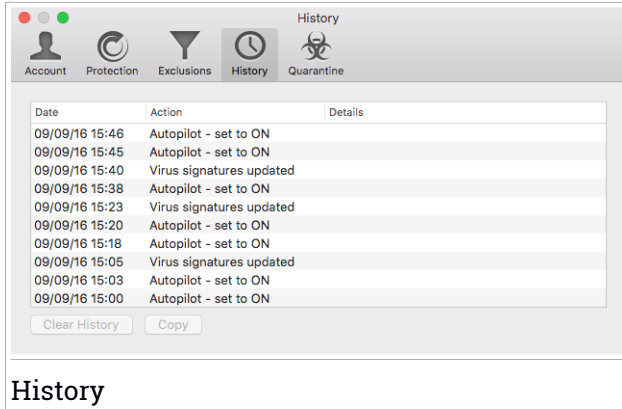 History
Account Protection Exclusions History Quarantine
Date Action Details
09/09/16 15:46 Autopilot - set to ON
09/09/16 15:45 Autopilot - set to ON
09/09/16 15:40 Virus signatures updated
09/09/16 15:38 Autopilot - set to ON
09/09/16 15:23 Virus signatures updated
09/09/16 15:20 Autopilot - set to ON
09/09/16 15:18 Autopilot - set to ON
09/09/16 15:05 Virus signatures updated
09/09/16 15:03 Autopilot - set to ON
09/09/16 15:00 Autopilot - set to ON
Clear History Copy
History